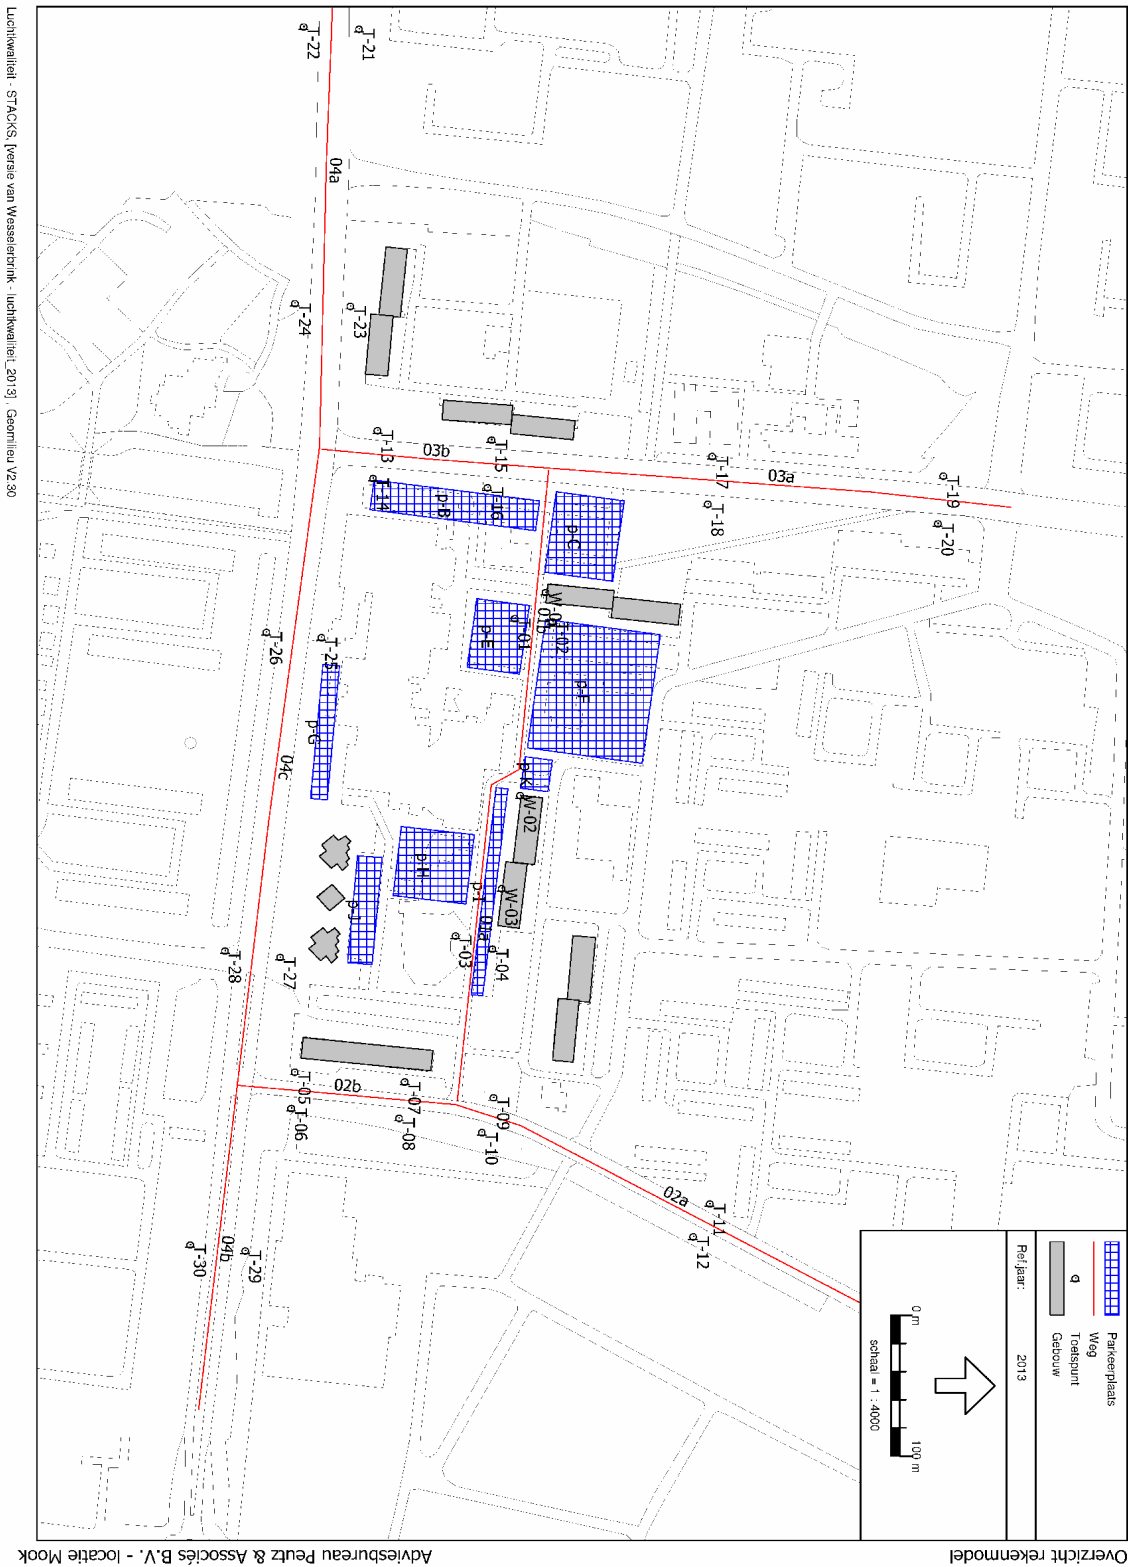 Overzicht rekenmodel
Adviesbureau Peutz & Associés B.V. - locatie Mook
Luchtkwaliteit - STACKS, [versie van Wesselerbrink - luchtkwaliteit_2013], Geomilieu V2.30
Parkeerplaats
Weg
Toetspunt
Gebouw
Ref.jaar: 2013
0 m 100 m
schaal = 1 : 4000
T-22
T-21
04a
T-24
T-23
T-13
03b
T-15
T-17
03a
T-19
T-14
p-B
T-16
p-C
T-18
T-20
01b
T-01
T-02
p-E
p-F
T-26
T-25
p-G
04c
p-K
W-02
p-H
p-I
W-03
01a
p-J
T-03
T-04
T-28
T-27
T-05
02b
T-07
T-09
T-06
T-08
T-10
02a
T-11
T-12
T-30
04b
T-29